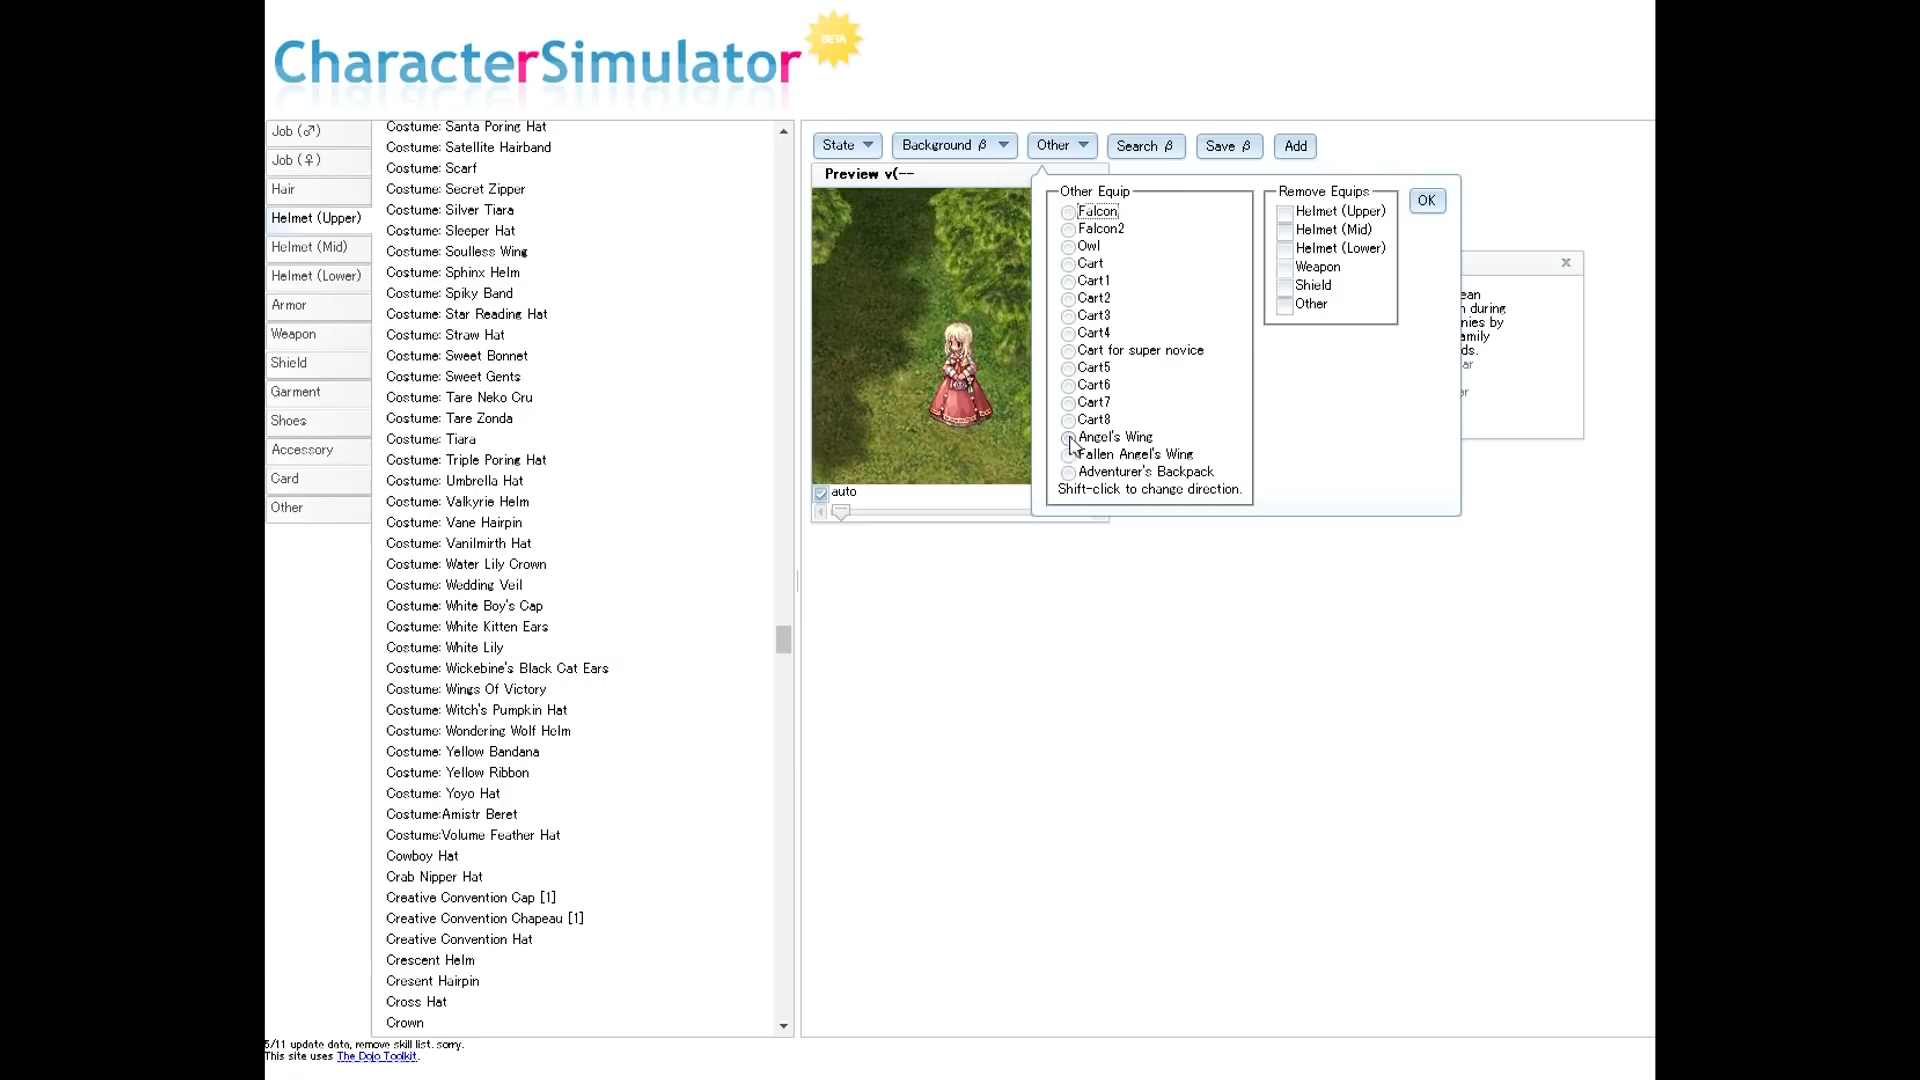 CharacterSimulator
BETA
Job (♂)
Job (♀)
Hair
Helmet (Upper)
Helmet (Mid)
Helmet (Lower)
Armor
Weapon
Shield
Garment
Shoes
Accessory
Card
Other
Costume: Santa Poring Hat
Costume: Satellite Hairband
Costume: Scarf
Costume: Secret Zipper
Costume: Silver Tiara
Costume: Sleeper Hat
Costume: Soulless Wing
Costume: Sphinx Helm
Costume: Spiky Band
Costume: Star Reading Hat
Costume: Straw Hat
Costume: Sweet Bonnet
Costume: Sweet Gents
Costume: Tare Neko Cru
Costume: Tare Zonda
Costume: Tiara
Costume: Triple Poring Hat
Costume: Umbrella Hat
Costume: Valkyrie Helm
Costume: Vane Hairpin
Costume: Vanilmirth Hat
Costume: Water Lily Crown
Costume: Wedding Veil
Costume: White Boy's Cap
Costume: White Kitten Ears
Costume: White Lily
Costume: Wickebine's Black Cat Ears
Costume: Wings Of Victory
Costume: Witch's Pumpkin Hat
Costume: Wondering Wolf Helm
Costume: Yellow Bandana
Costume: Yellow Ribbon
Costume: Yoyo Hat
Costume:Amistr Beret
Costume:Volume Feather Hat
Cowboy Hat
Crab Nipper Hat
Creative Convention Cap [1]
Creative Convention Chapeau [1]
Creative Convention Hat
Crescent Helm
Cresent Hairpin
Cross Hat
Crown
State Background β Other Search β Save β Add
Preview v(--
auto
Other Equip
Falcon
Falcon2
Owl
Cart
Cart1
Cart2
Cart3
Cart4
Cart for super novice
Cart5
Cart6
Cart7
Cart8
Angel's Wing
Fallen Angel's Wing
Adventurer's Backpack
Shift-click to change direction.
Remove Equips
Helmet (Upper)
Helmet (Mid)
Helmet (Lower)
Weapon
Shield
Other
OK
x
ean
n during
nies by
amily
ds.
ar
er
5/11 update data, remove skill list. sorry.
This site uses The Dojo Toolkit.